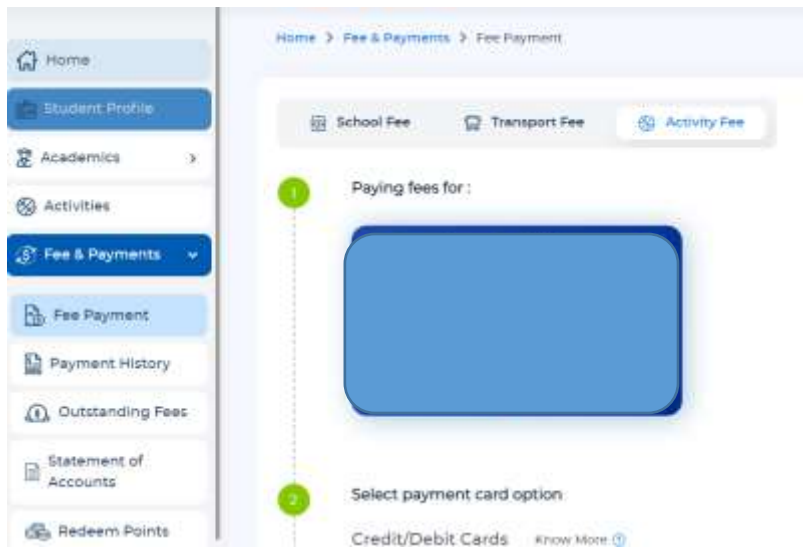 Home > Fee & Payments > Fee Payment
Home
Student Profile
Academics >
Activities
Fee & Payments
Fee Payment
Payment History
Outstanding Fees
Statement of
Accounts
Redeem Points
School Fee Transport Fee Activity Fee
1 Paying fees for :
2 Select payment card option
Credit/Debit Cards Know More